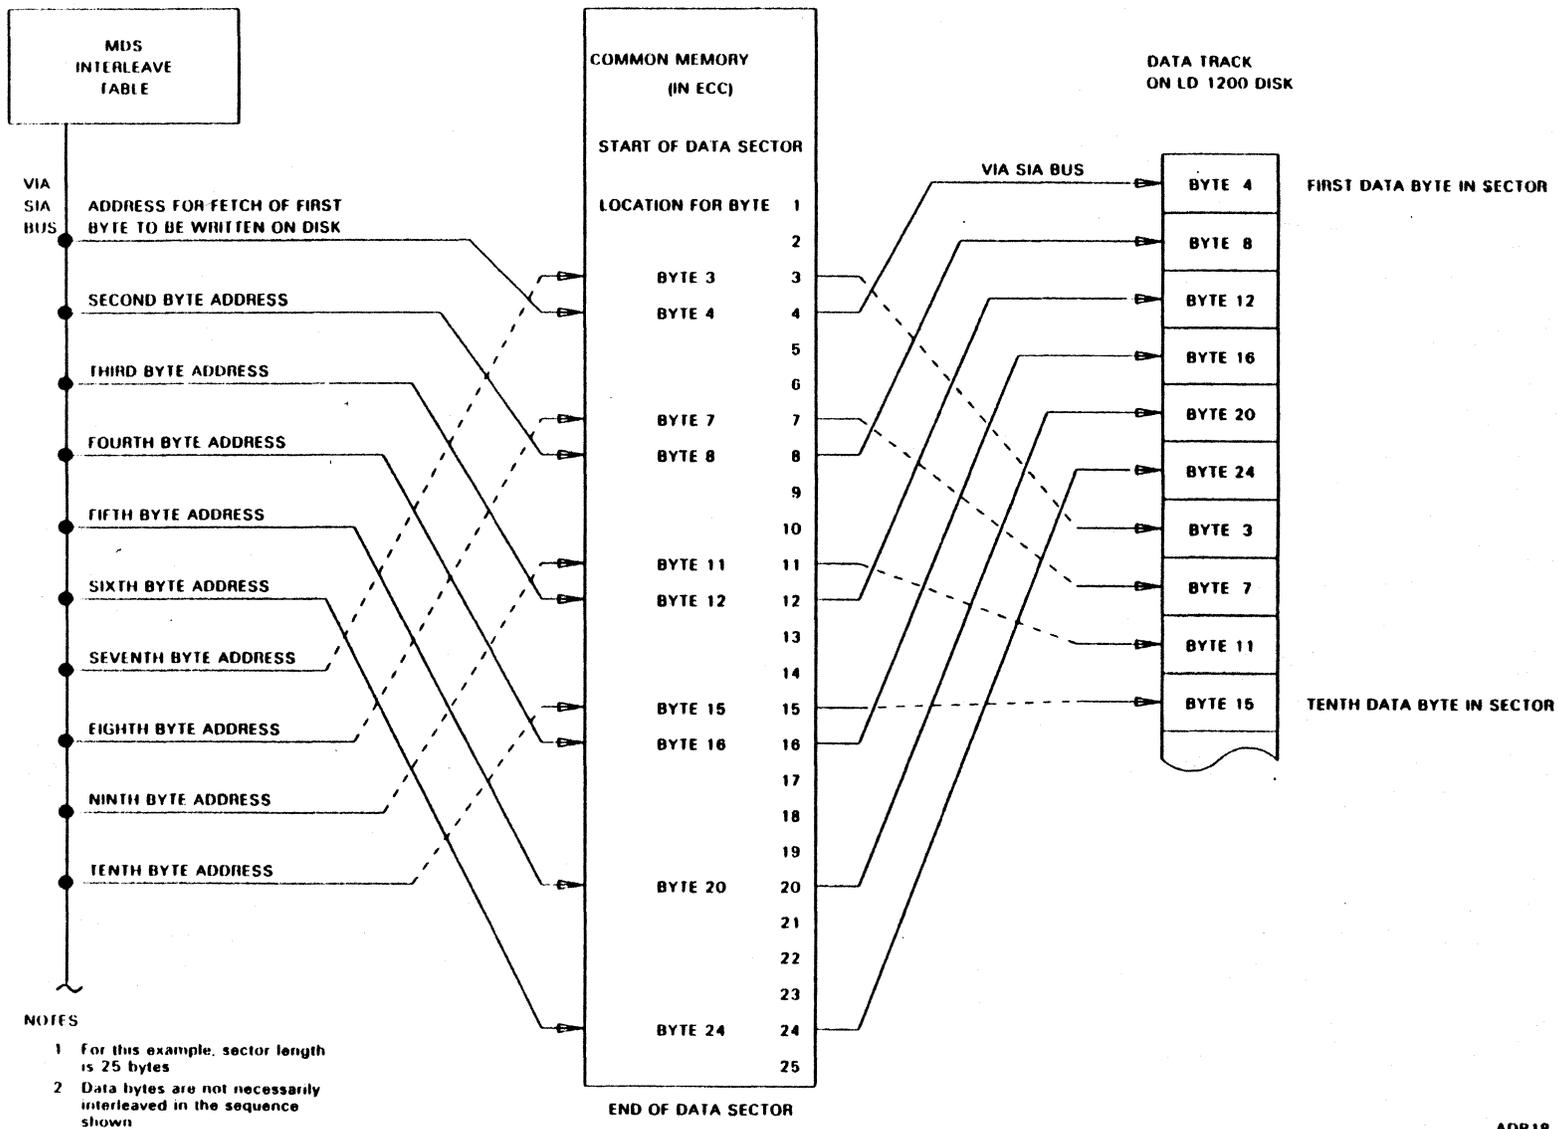 MDS
INTERLEAVE
TABLE
VIA
SIA
BUS
ADDRESS FOR FETCH OF FIRST
BYTE TO BE WRITTEN ON DISK
SECOND BYTE ADDRESS
THIRD BYTE ADDRESS
FOURTH BYTE ADDRESS
FIFTH BYTE ADDRESS
SIXTH BYTE ADDRESS
SEVENTH BYTE ADDRESS
EIGHTH BYTE ADDRESS
NINTH BYTE ADDRESS
TENTH BYTE ADDRESS
NOTES
1 For this example, sector length
is 25 bytes
2 Data bytes are not necessarily
interleaved in the sequence
shown
COMMON MEMORY
(IN ECC)
START OF DATA SECTOR
LOCATION FOR BYTE 1
2
BYTE 3 3
BYTE 4 4
5
6
BYTE 7 7
BYTE 8 8
9
10
BYTE 11 11
BYTE 12 12
13
14
BYTE 15 15
BYTE 16 16
17
18
19
BYTE 20 20
21
22
23
BYTE 24 24
25
END OF DATA SECTOR
DATA TRACK
ON LD 1200 DISK
VIA SIA BUS
BYTE 4 FIRST DATA BYTE IN SECTOR
BYTE 8
BYTE 12
BYTE 16
BYTE 20
BYTE 24
BYTE 3
BYTE 7
BYTE 11
BYTE 15 TENTH DATA BYTE IN SECTOR